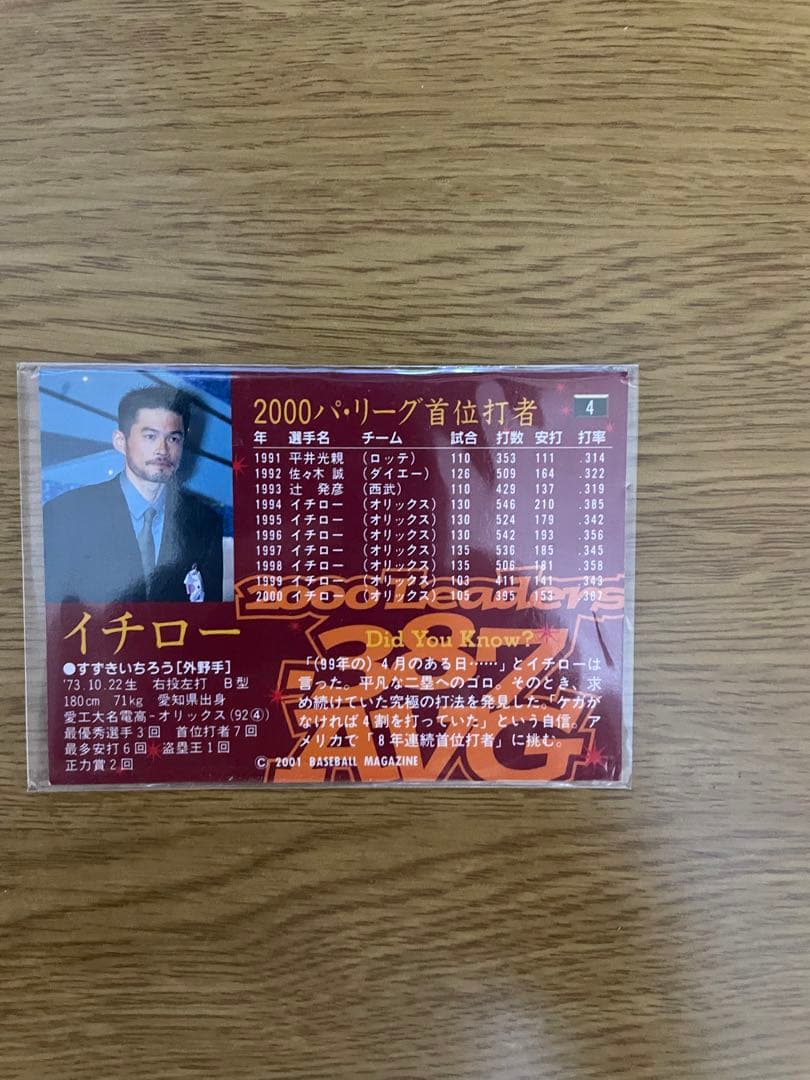 2000パ・リーグ首位打者 4
年 選手名 チーム 試合 打数 安打 打率
1991 平井光親 (ロッテ) 110 353 111 .314
1992 佐々木 誠 (ダイエー) 126 509 164 .322
1993 辻 発彦 (西武) 110 429 137 .319
1994 イチロー (オリックス) 130 546 210 .385
1995 イチロー (オリックス) 130 524 179 .342
1996 イチロー (オリックス) 130 542 193 .356
1997 イチロー (オリックス) 135 536 185 .345
1998 イチロー (オリックス) 135 506 181 .358
1999 イチロー (オリックス) 103 411 141 .343
2000 イチロー (オリックス) 105 395 153 .387
2000 Leaders
.387
AVG
イチロー
●すずきいちろう[外野手]
'73.10.22生 右投左打 B型
180cm 71kg 愛知県出身
愛工大名電高-オリックス(92④)
最優秀選手3回 首位打者7回
最多安打6回 盗塁王1回
正力賞2回
Did You Know?
「(99年の)4月のある日……」とイチローは
言った。平凡な二塁へのゴロ。そのとき、求
め続けていた究極の打法を発見した。「ケガが
なければ4割を打っていた」という自信。ア
メリカで「8年連続首位打者」に挑む。
© 2001 BASEBALL MAGAZINE